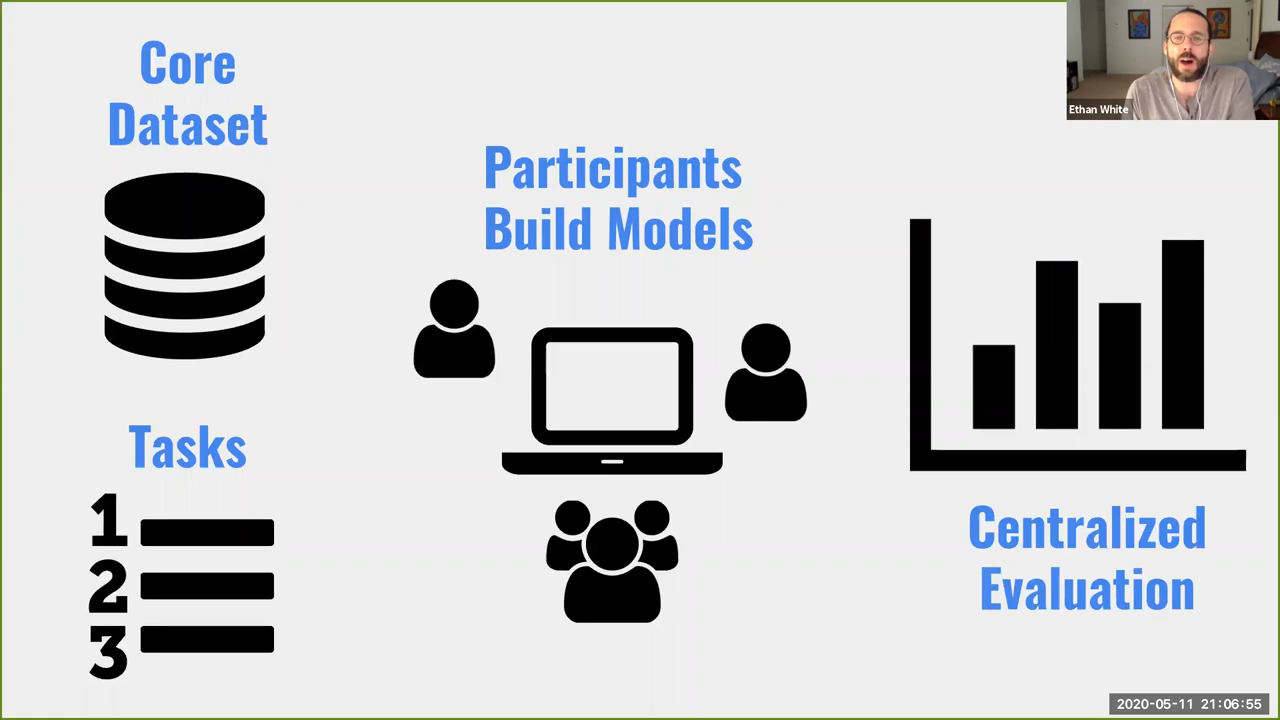 Core
Dataset
Participants
Build Models
Tasks
1
2
3
Centralized
Evaluation
Ethan White
2020-05-11 21:06:55